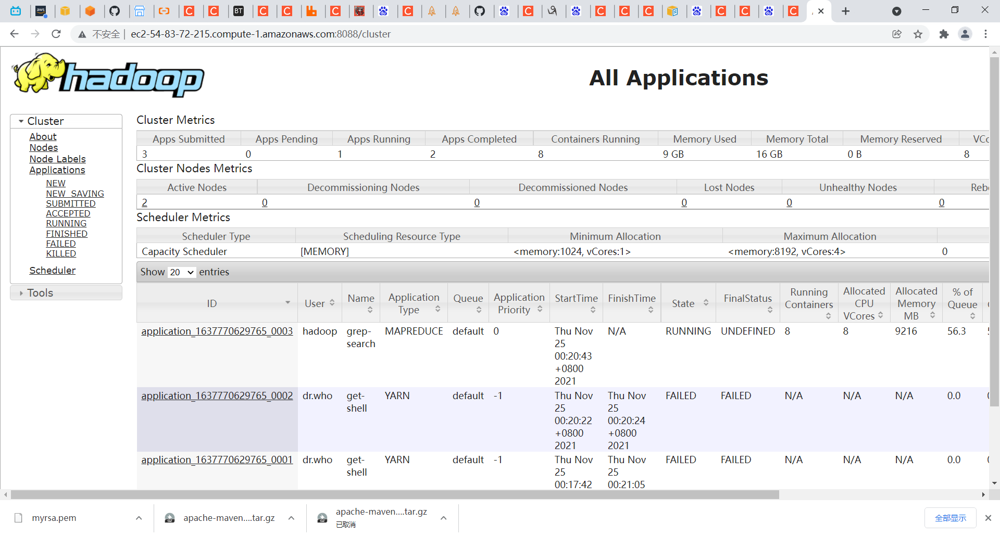 aws
BT
不安全
ec2-54-83-72-215.compute-1.amazonaws.com:8088/cluster
hadoop
All Applications
Cluster
About
Nodes
Node Labels
Applications
NEW
NEW_SAVING
SUBMITTED
ACCEPTED
RUNNING
FINISHED
FAILED
KILLED
Scheduler
Tools
Cluster Metrics
Apps Submitted Apps Pending Apps Running Apps Completed Containers Running Memory Used Memory Total Memory Reserved
3 0 1 2 8 9 GB 16 GB 0 B 8
Cluster Nodes Metrics
Active Nodes Decommissioning Nodes Decommissioned Nodes Lost Nodes Unhealthy Nodes
2 0 0 0 0 0
Scheduler Metrics
Scheduler Type Scheduling Resource Type Minimum Allocation Maximum Allocation
Capacity Scheduler [MEMORY] <memory:1024, vCores:1> <memory:8192, vCores:4> 0
Show 20 entries
ID User Name Application Type Queue Application Priority StartTime FinishTime State FinalStatus Running Containers Allocated CPU VCores Allocated Memory MB % of Queue
application_1637770629765_0003 hadoop grep-search MAPREDUCE default 0 Thu Nov 25 00:20:43 +0800 2021 N/A RUNNING UNDEFINED 8 8 9216 56.3
application_1637770629765_0002 dr.who get-shell YARN default -1 Thu Nov 25 00:20:22 +0800 2021 Thu Nov 25 00:20:24 +0800 2021 FAILED FAILED N/A N/A N/A 0.0
application_1637770629765_0001 dr.who get-shell YARN default -1 Thu Nov 25 00:17:42 Thu Nov 25 00:21:05 FAILED FAILED N/A N/A N/A 0.0
myrsa.pem
apache-maven....tar.gz
apache-maven....tar.gz
已取消
全部显示